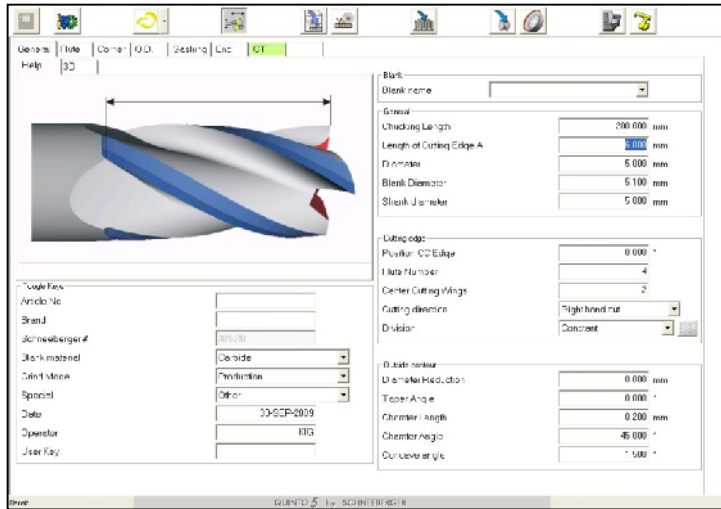 General Flute Corner O.D. Gashing End CT
Help 3D
Blank
Blank name
General
Chucking Length 200.000 mm
Length of Cutting Edge A 6.000 mm
Diameter 5.000 mm
Blank Diameter 5.100 mm
Shank diameter 5.000 mm
Cutting edge
Position CC Edge 0.000 °
Flute Number 4
Center Cutting Wings 2
Cutting direction Right hand cut
Division Constant
Outside contour
Diameter Reduction 0.000 mm
Taper Angle 0.000 °
Chamfer Length 0.200 mm
Chamfer Angle 45.000 °
Concave angle 1.500 °
Toogle Keys
Article No
Brand
Schneeberger#
Blank material Carbide
Grind Mode Production
Special Other
Date 30-SEP-2009
Operator KIG
User Key
QUINTO 5 by SCHNEEBERGER